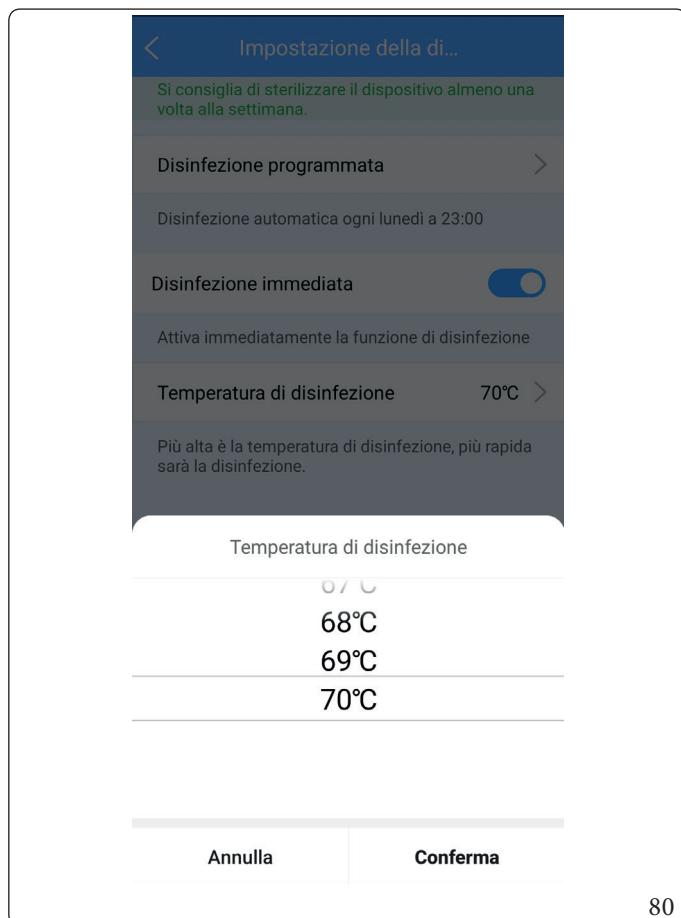 Impostazione della di...
Si consiglia di sterilizzare il dispositivo almeno una
volta alla settimana.
Disinfezione programmata
Disinfezione automatica ogni lunedì a 23:00
Disinfezione immediata
Attiva immediatamente la funzione di disinfezione
Temperatura di disinfezione 70℃
Più alta è la temperatura di disinfezione, più rapida
sarà la disinfezione.
Temperatura di disinfezione
67℃
68℃
69℃
70℃
Annulla Conferma
80